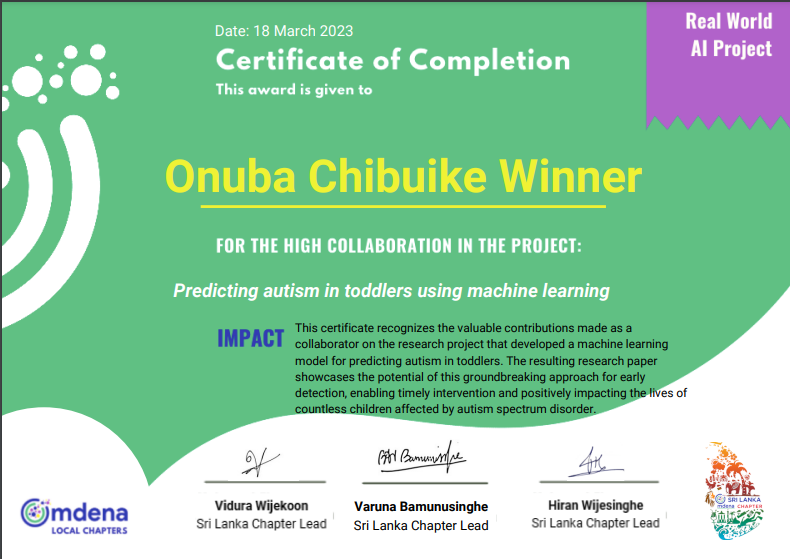 Date: 18 March 2023
Real World
AI Project
Certificate of Completion
This award is given to
Onuba Chibuike Winner
FOR THE HIGH COLLABORATION IN THE PROJECT:
Predicting autism in toddlers using machine learning
IMPACT
This certificate recognizes the valuable contributions made as a
collaborator on the research project that developed a machine learning
model for predicting autism in toddlers. The resulting research paper
showcases the potential of this groundbreaking approach for early
detection, enabling timely intervention and positively impacting the lives of
countless children affected by autism spectrum disorder.
Vidura Wijekoon
Sri Lanka Chapter Lead
Varuna Bamunusinghe
Sri Lanka Chapter Lead
Hiran Wijesinghe
Sri Lanka Chapter Lead
Omdena
LOCAL CHAPTERS
SRI LANKA
omdena CHAPTER